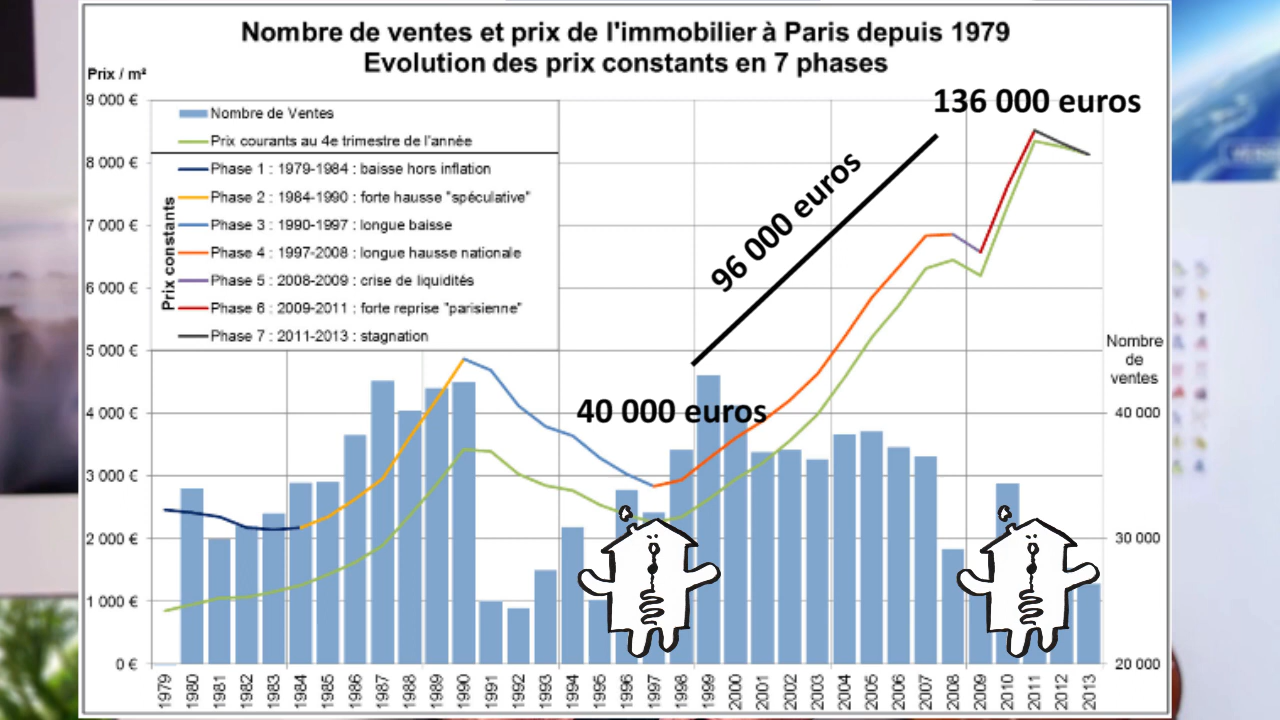 Nombre de ventes et prix de l'immobilier à Paris depuis 1979
Evolution des prix constants en 7 phases
Prix / m²
136 000 euros
9 000 €
8 000 €
7 000 €
6 000 €
5 000 €
4 000 €
3 000 €
2 000 €
1 000 €
0 €
Nombre de Ventes
Prix courants au 4e trimestre de l'année
Prix constants
Phase 1 : 1979-1984 : baisse hors inflation
Phase 2 : 1984-1990 : forte hausse "spéculative"
Phase 3 : 1990-1997 : longue baisse
Phase 4 : 1997-2008 : longue hausse nationale
Phase 5 : 2008-2009 : crise de liquidités
Phase 6 : 2009-2011 : forte reprise "parisienne"
Phase 7 : 2011-2013 : stagnation
96 000 euros
40 000 euros
Nombre
de
ventes
40 000
30 000
20 000
1979
1980
1981
1982
1983
1984
1985
1986
1987
1988
1989
1990
1991
1992
1993
1994
1995
1996
1997
1998
1999
2000
2001
2002
2003
2004
2005
2006
2007
2008
2009
2010
2011
2012
2013